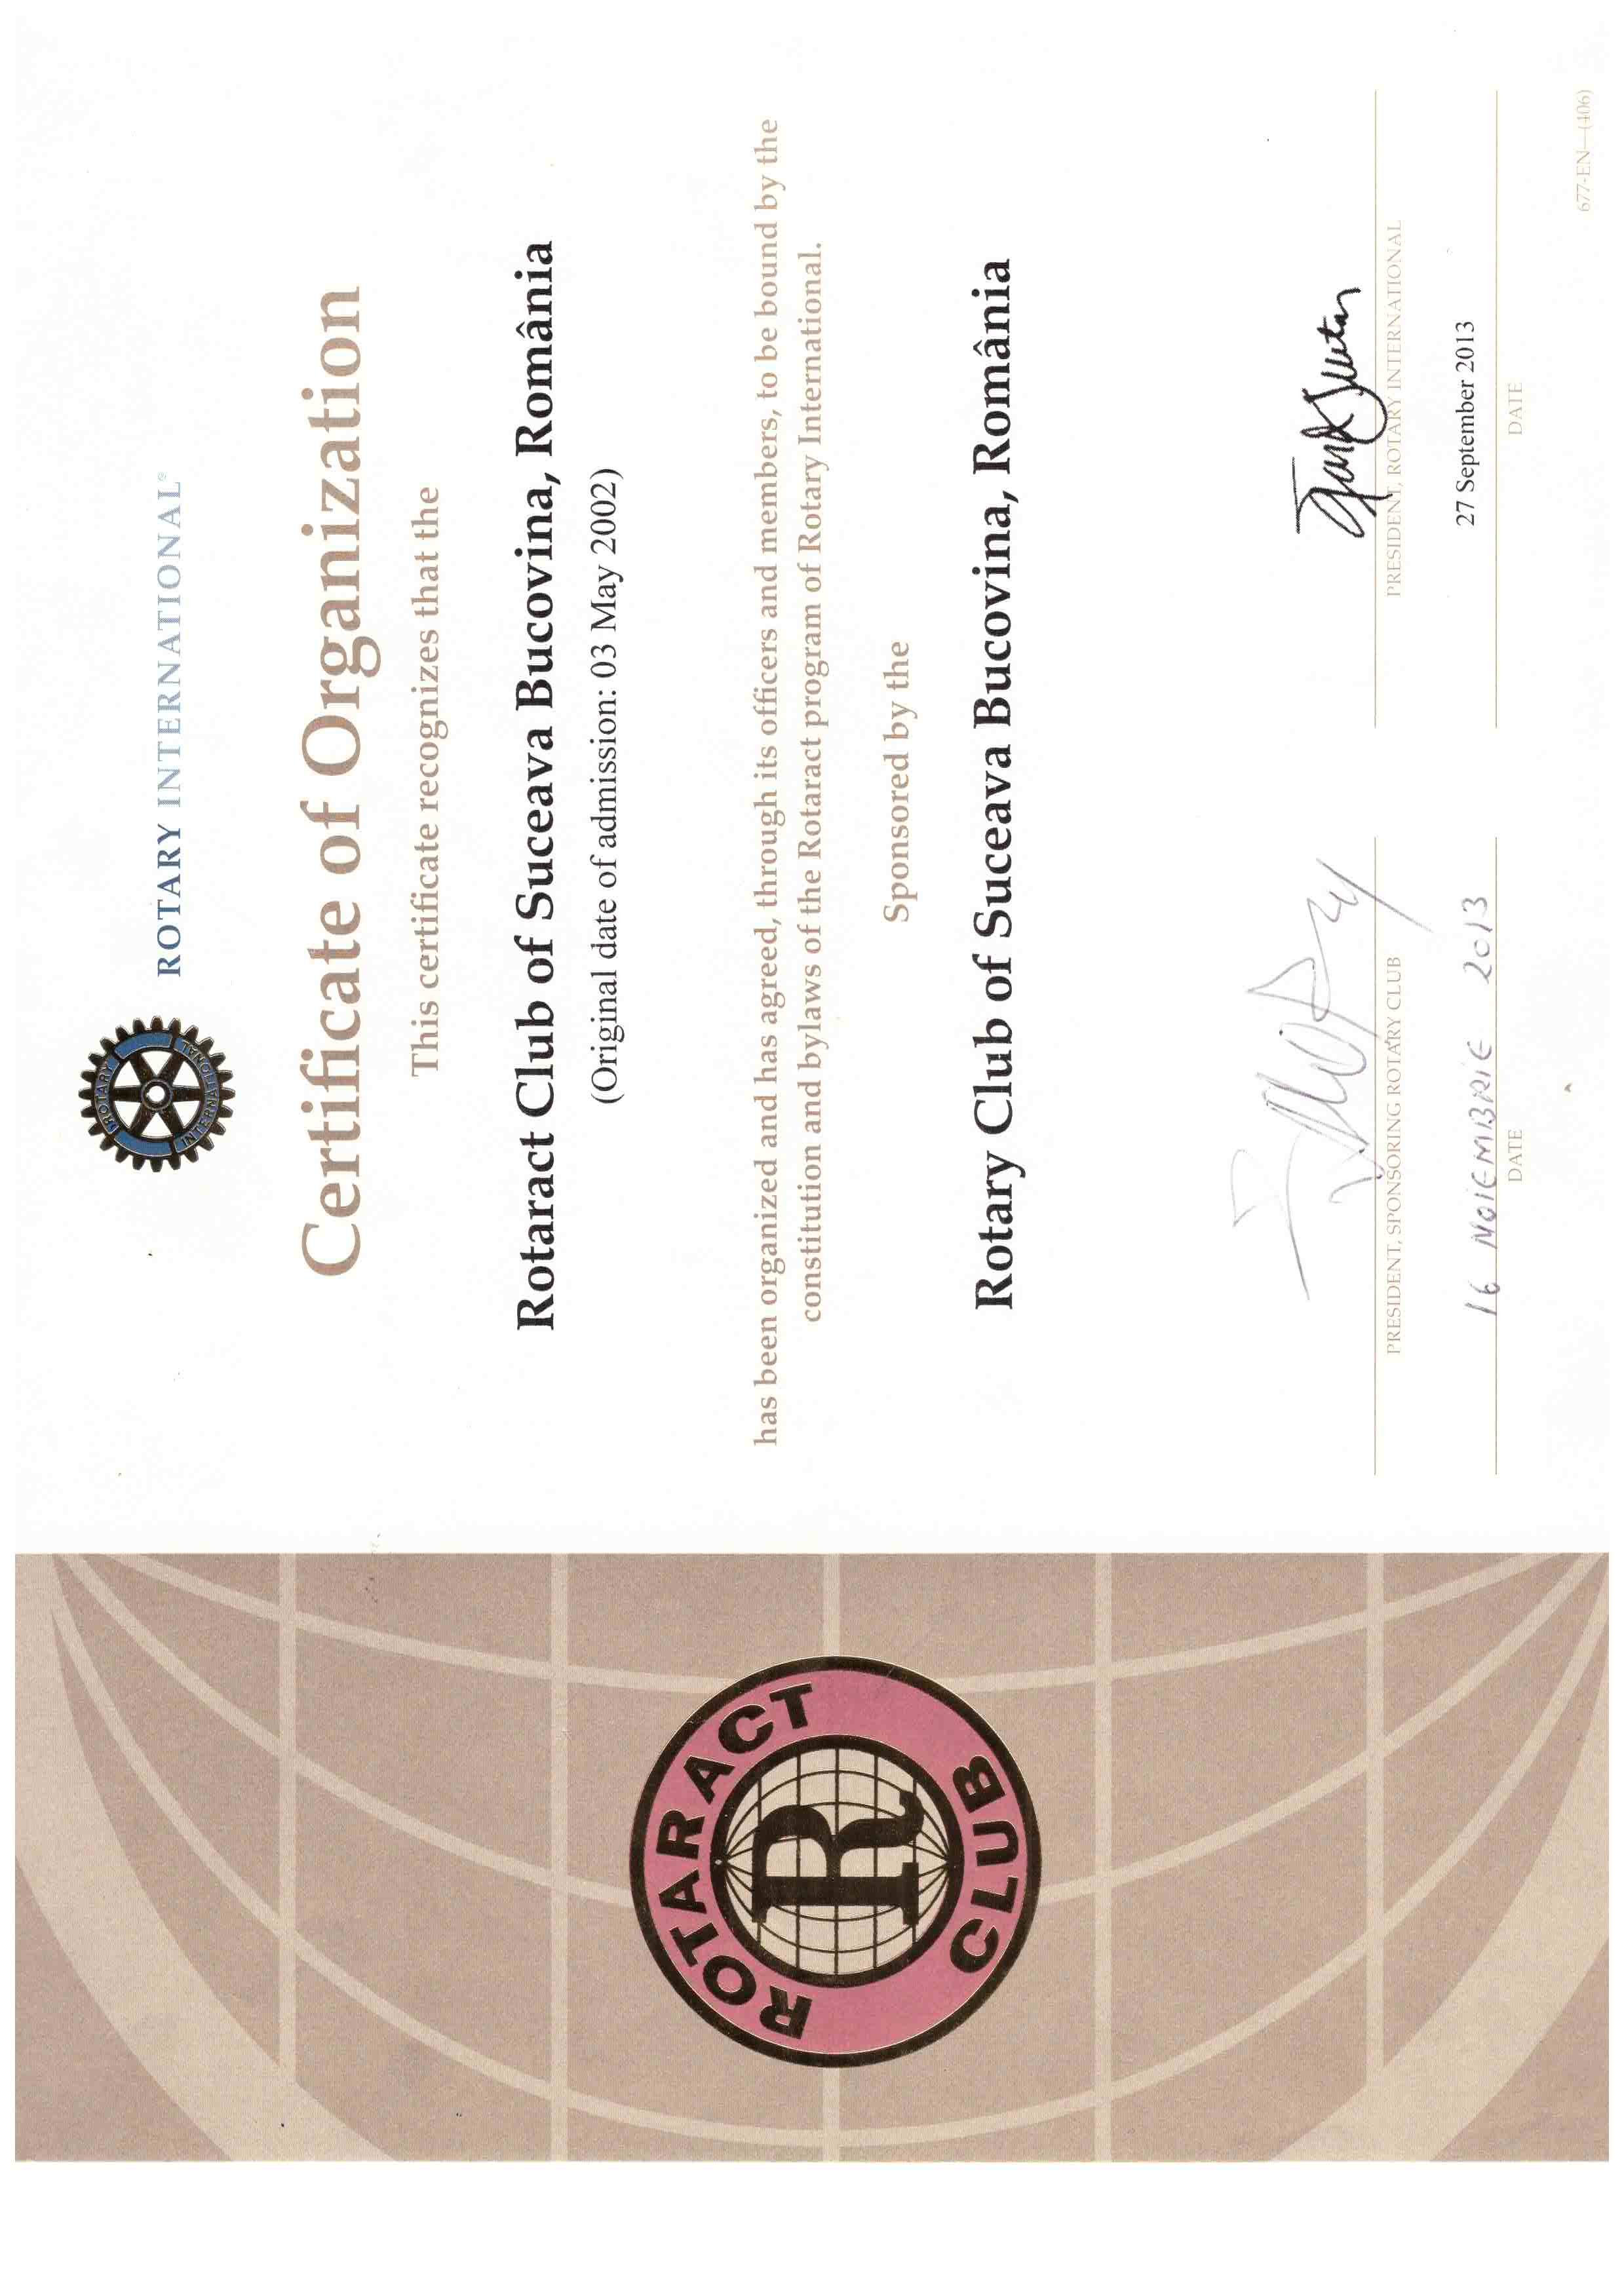 ROTARY INTERNATIONAL
ROTARY INTERNATIONAL®
Certificate of Organization
This certificate recognizes that the
Rotaract Club of Suceava Bucovina, România
(Original date of admission: 03 May 2002)
has been organized and has agreed, through its officers and members, to be bound by the
constitution and bylaws of the Rotaract program of Rotary International.
Sponsored by the
Rotary Club of Suceava Bucovina, România
ROTARACT
R
CLUB
PRESIDENT, SPONSORING ROTARY CLUB
PRESIDENT, ROTARY INTERNATIONAL
16 NOIEMBRIE 2013
27 September 2013
DATE
DATE
677-EN—(406)